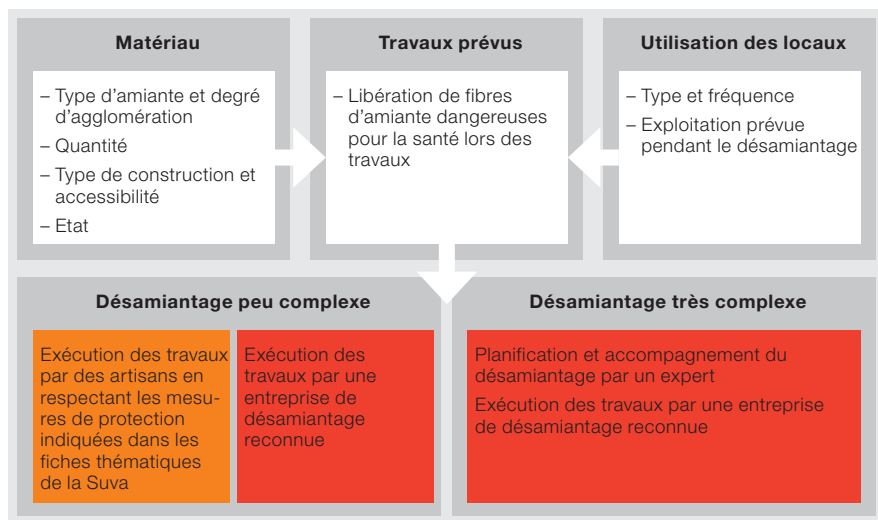 Matériau
– Type d'amiante et degré
d'agglomération
– Quantité
– Type de construction et
accessibilité
– Etat
Travaux prévus
– Libération de fibres
d'amiante dangereuses
pour la santé lors des
travaux
Utilisation des locaux
– Type et fréquence
– Exploitation prévue
pendant le désamiantage
Désamiantage peu complexe
Exécution des travaux
par des artisans en
respectant les mesu-
res de protection
indiquées dans les
fiches thématiques
de la Suva
Exécution des
travaux par une
entreprise de
désamiantage
reconnue
Désamiantage très complexe
Planification et accompagnement du
désamiantage par un expert
Exécution des travaux par une entreprise
de désamiantage reconnue